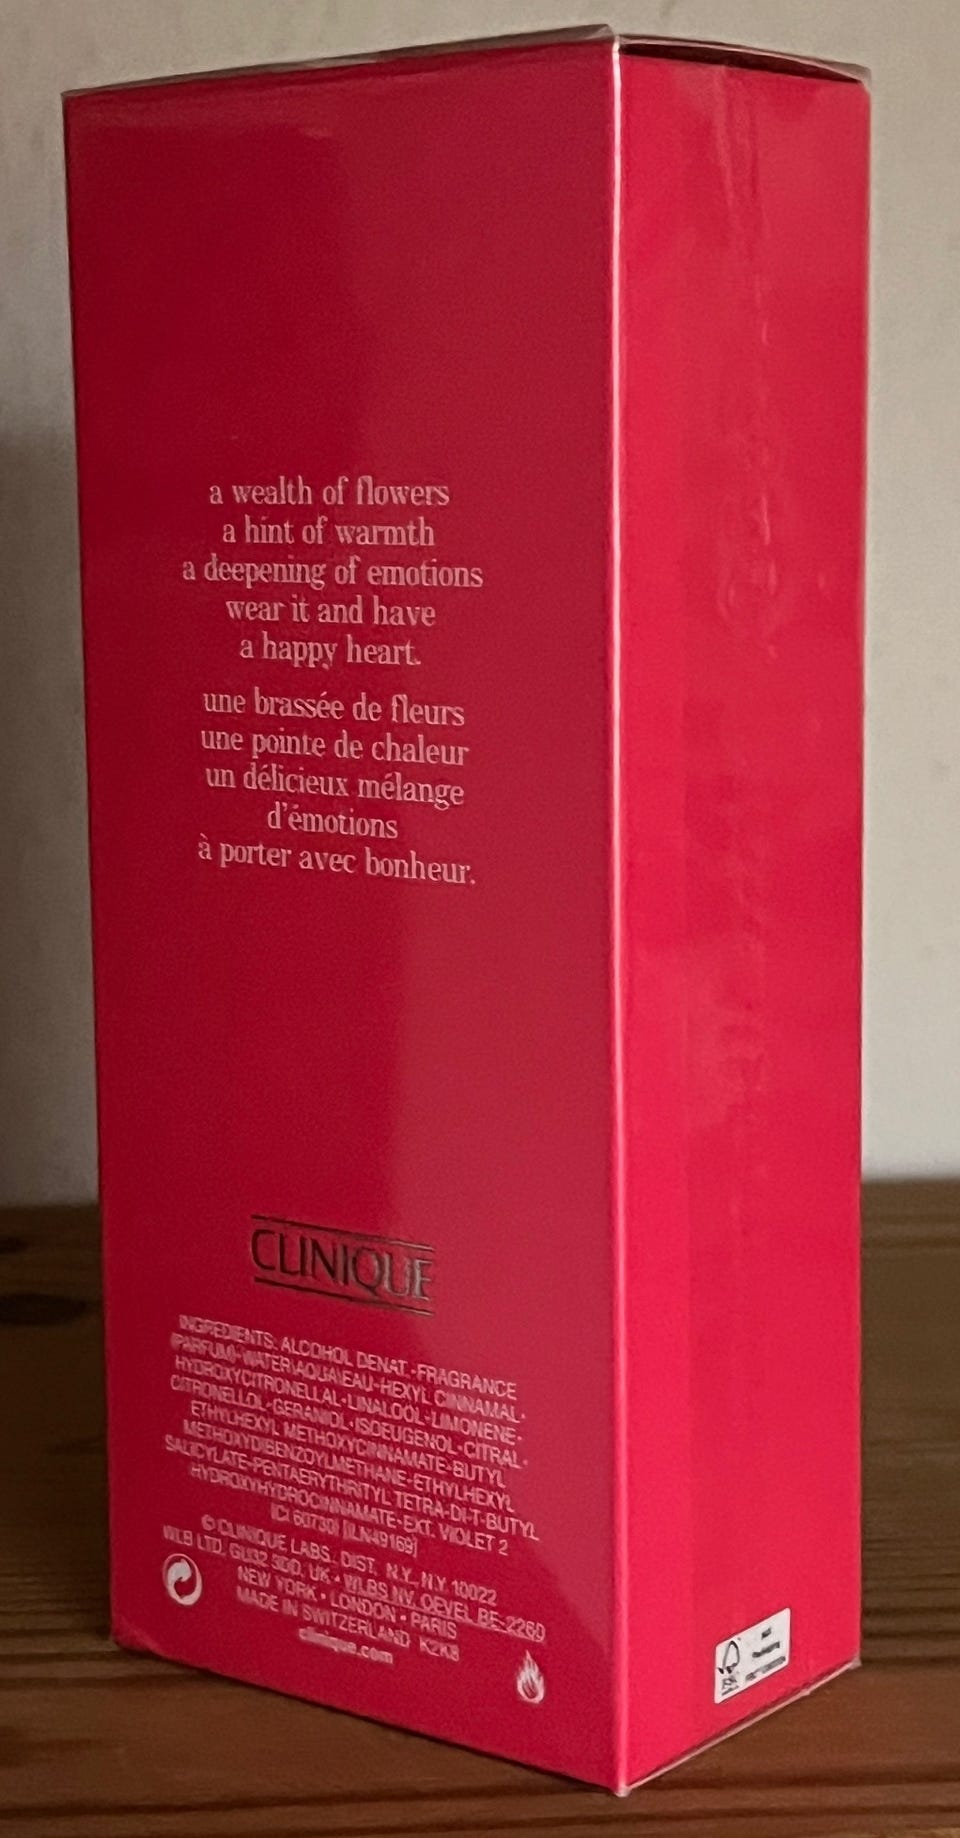 a wealth of flowers
a hint of warmth
a deepening of emotions
wear it and have
a happy heart.
une brassée de fleurs
une pointe de chaleur
un délicieux mélange
d'émotions
à porter avec bonheur.
CLINIQUE
INGREDIENTS: ALCOHOL DENAT.•FRAGRANCE
(PARFUM)•WATER\AQUA\EAU•HEXYL CINNAMAL•
HYDROXYCITRONELLAL•LINALOOL•LIMONENE•
CITRONELLOL•GERANIOL•ISOEUGENOL•CITRAL•
ETHYLHEXYL METHOXYCINNAMATE•BUTYL
METHOXYDIBENZOYLMETHANE•ETHYLHEXYL
SALICYLATE•PENTAERYTHRITYL TETRA-DI-T-BUTYL
HYDROXYHYDROCINNAMATE•EXT. VIOLET 2
(CI 60730) [ILN49169]
© CLINIQUE LABS., DIST. N.Y., N.Y. 10022
WLB LTD. GU32 3DD, UK • WLBS NV. OEVEL BE-2260
NEW YORK • LONDON • PARIS
MADE IN SWITZERLAND K2K8
clinique.com
FSC